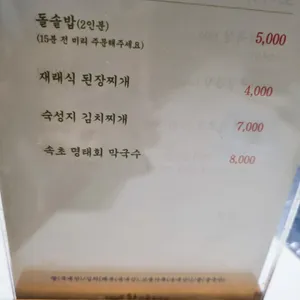 돌솥밥(2인분) 5,000
(15분 전 미리 주문해주세요)
재래식 된장찌개 4,000
숙성지 김치찌개 7,000
속초 명태회 막국수 8,000